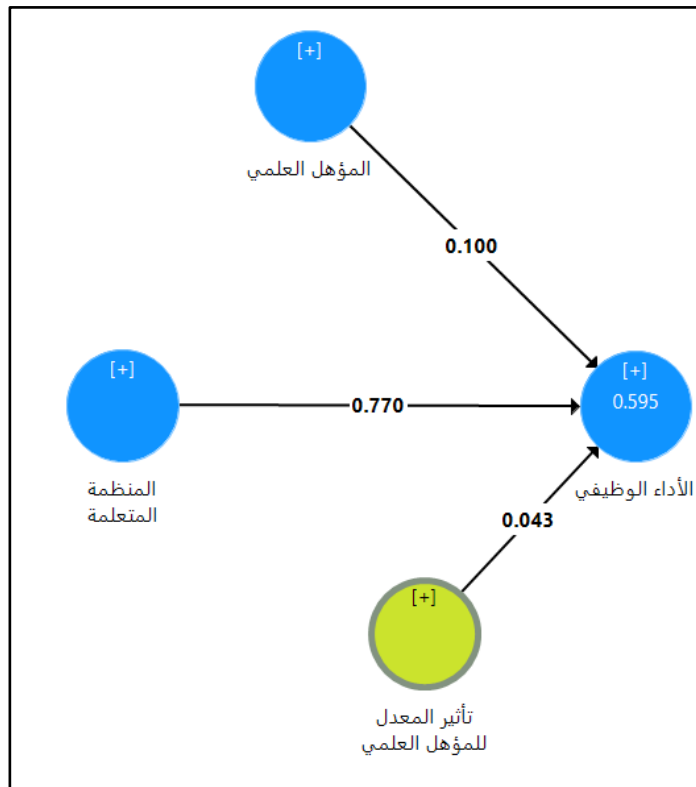 [+]
المؤهل العلمي
0.100
[+]
المنظمة
المتعلمة
0.770
[+]
0.595
الأداء الوظيفي
0.043
[+]
تأثير المعدل
للمؤهل العلمي